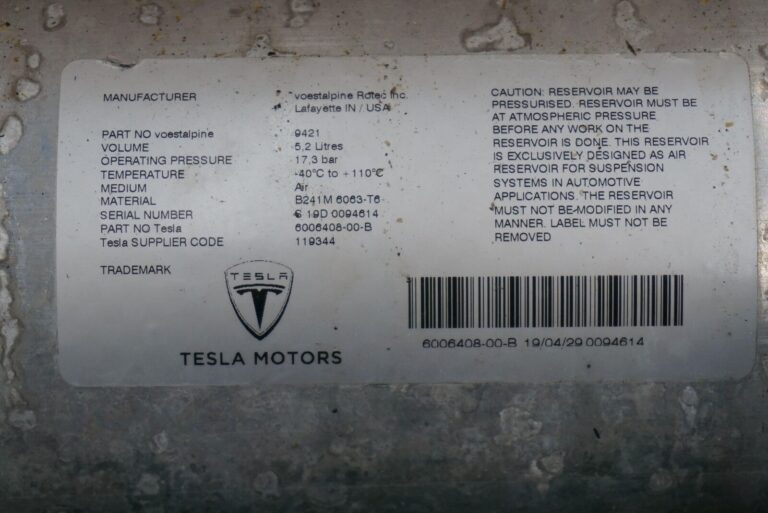 MANUFACTURER voestalpine Rotec Inc.
Lafayette IN / USA
PART NO voestalpine 9421
VOLUME 5,2 Litres
OPERATING PRESSURE 17,3 bar
TEMPERATURE -40°C to +110°C
MEDIUM Air
MATERIAL B241M 6063-T6
SERIAL NUMBER S 19D 0094614
PART NO Tesla 6006408-00-B
Tesla SUPPLIER CODE 119344
TRADEMARK
TESLA
TESLA MOTORS
CAUTION: RESERVOIR MAY BE
PRESSURISED. RESERVOIR MUST BE
AT ATMOSPHERIC PRESSURE
BEFORE ANY WORK ON THE
RESERVOIR IS DONE. THIS RESERVOIR
IS EXCLUSIVELY DESIGNED AS AIR
RESERVOIR FOR SUSPENSION
SYSTEMS IN AUTOMOTIVE
APPLICATIONS. THE RESERVOIR
MUST NOT BE MODIFIED IN ANY
MANNER. LABEL MUST NOT BE
REMOVED
6006408-00-B 19/04/29 0094614